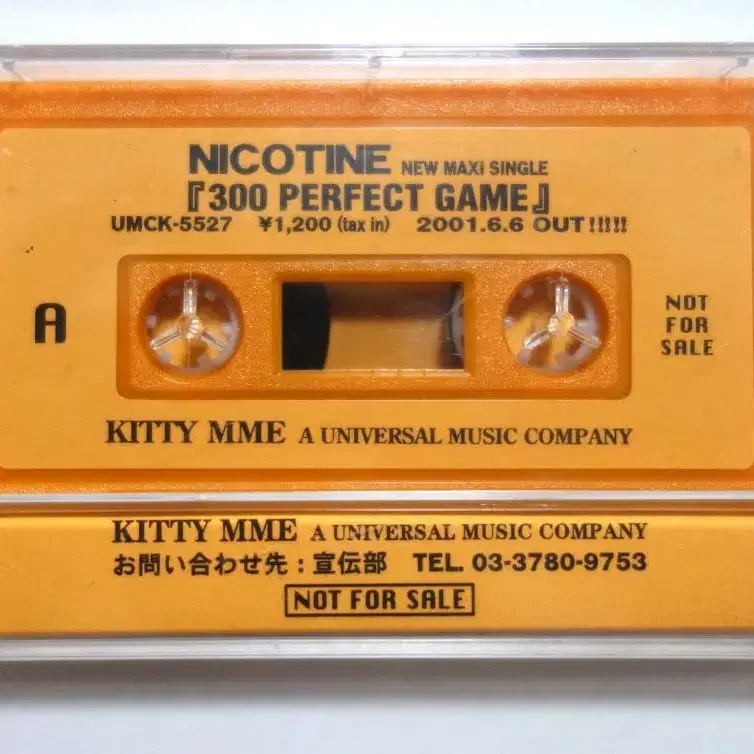 NICOTINE NEW MAXi SINGLE
『300 PERFECT GAME』
UMCK-5527 ¥1,200 (tax in) 2001.6.6 OUT!!!!!
A
NOT
FOR
SALE
KITTY MME A UNIVERSAL MUSIC COMPANY
KITTY MME A UNIVERSAL MUSIC COMPANY
お問い合わせ先：宣伝部 TEL. 03-3780-9753
NOT FOR SALE